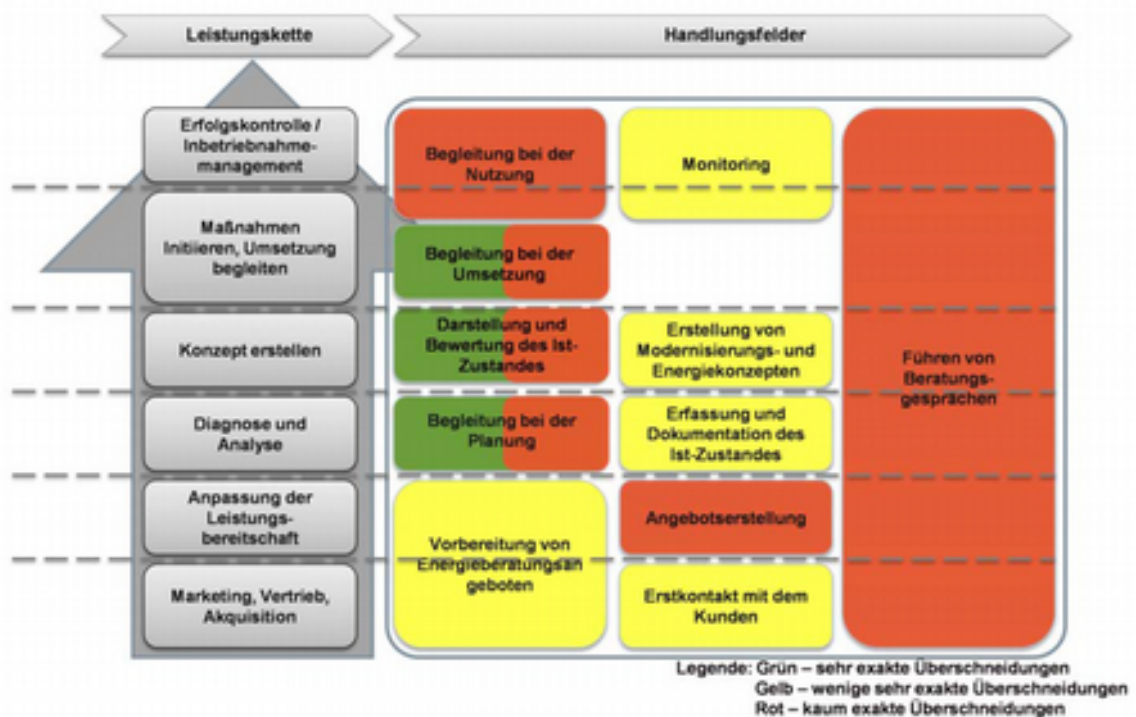 Leistungskette
Handlungsfelder
Erfolgskontrolle /
Inbetriebnahme-
management
Begleitung bei der
Nutzung
Monitoring
Maßnahmen
Initiieren, Umsetzung
begleiten
Begleitung bei der
Umsetzung
Konzept erstellen
Darstellung und
Bewertung des Ist-
Zustandes
Erstellung von
Modernisierungs- und
Energiekonzepten
Führen von
Beratungs-
gesprächen
Diagnose und
Analyse
Begleitung bei der
Planung
Erfassung und
Dokumentation des
Ist-Zustandes
Anpassung der
Leistungs-
bereitschaft
Angebotserstellung
Vorbereitung von
Energieberatungsan
geboten
Marketing, Vertrieb,
Akquisition
Erstkontakt mit dem
Kunden
Legende: Grün – sehr exakte Überschneidungen
Gelb – wenige sehr exakte Überschneidungen
Rot – kaum exakte Überschneidungen